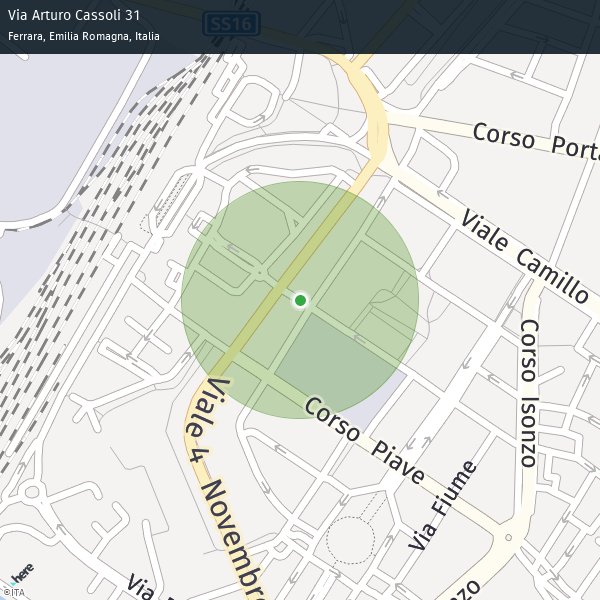 Via Arturo Cassoli 31
Ferrara, Emilia Romagna, Italia
SS16
Corso Porta
Viale Camillo
Corso Isonzo
Viale 4 Novembre
Corso Piave
Via Fiume
here
©ITA
Via
nzo